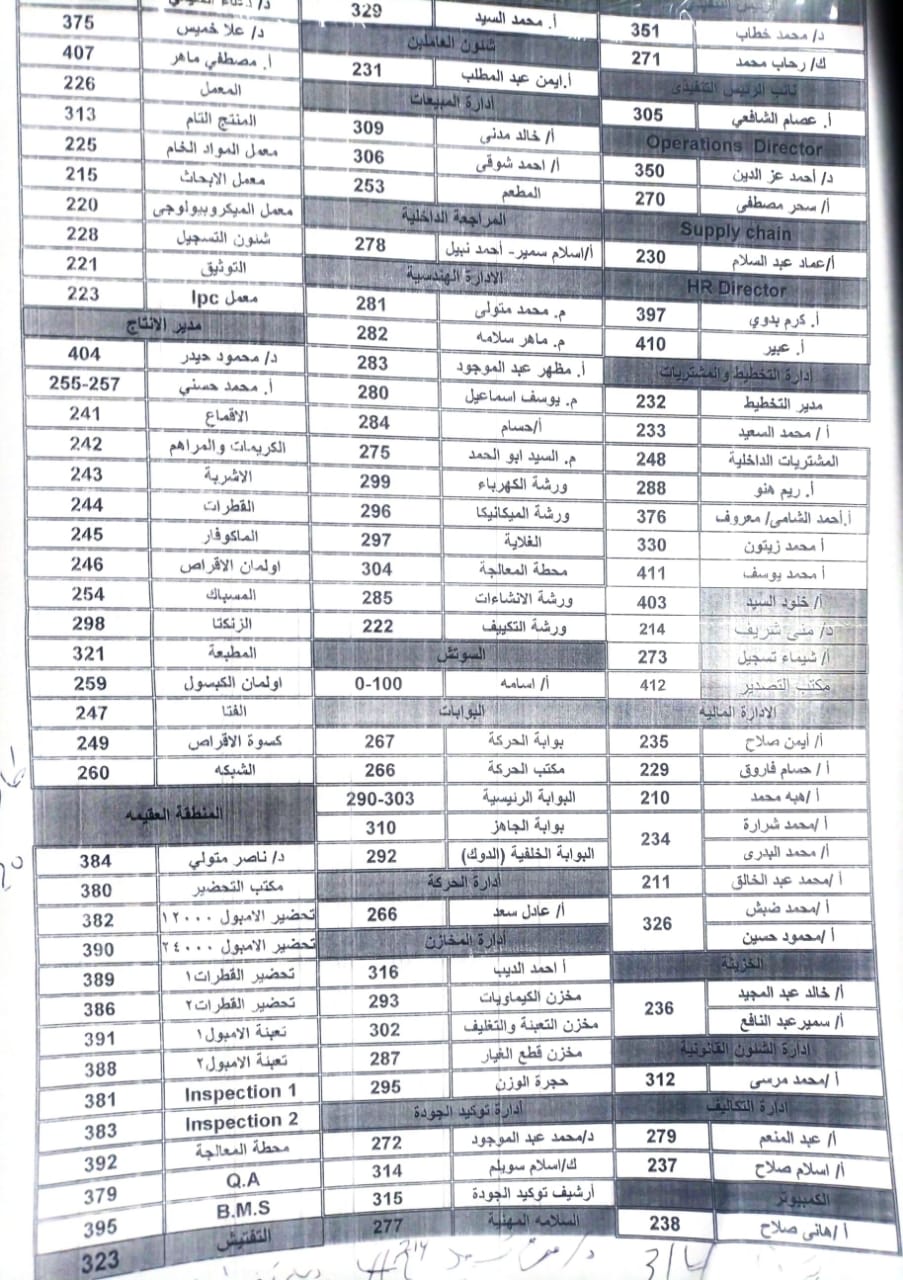 الرئيس التنفيذي
د/ محمد خطاب 351
ك/ رحاب محمد 271
نائب الرئيس التنفيذى
أ. عصام الشافعي 305
Operations Director
د/ أحمد عز الدين 350
أ/ سحر مصطفى 270
Supply chain
أ/عماد عبد السلام 230
HR Director
أ. كرم بدوي 397
أ. عبير 410
أدارة التخطيط والمشتريات
مدير التخطيط 232
أ / محمد السعيد 233
المشتريات الداخلية 248
أ. ريم هنو 288
أ.أحمد الشامى/ معروف 376
أ محمد زيتون 330
أ محمد يوسف 411
أ/ خلود السيد 403
د/ منى شريف 214
أ/ شيماء تسجيل 273
مكتب التصدير 412
الادارة الماليه
أ/ أيمن صلاح 235
أ / حسام فاروق 229
أ /هبه محمد 210
أ /محمد شرارة 234
أ/ محمد البدرى
أ /محمد عبد الخالق 211
أ /محمد ضبش 326
أ /محمود حسين
الخزينة
أ/ خالد عبد المجيد 236
أ/ سميرعبد النافع
ادارة الشئون القانونية
أ /محمد مرسى 312
ادارة التكاليف
أ/ عبد المنعم 279
أ/ اسلام صلاح 237
الكمبيوتر
أ /هانى صلاح 238
أ. محمد السيد 329
شئون العاملين
أ.ايمن عبد المطلب 231
أدارة المبيعات
أ/ خالد مدنى 309
أ/ احمد شوقى 306
المطعم 253
المراجعة الداخلية
أ/اسلام سمير- أحمد نبيل 278
الادارة الهندسية
م. محمد متولى 281
م. ماهر سلامه 282
أ. مظهر عبد الموجود 283
م. يوسف اسماعيل 280
أ/حسام 284
م. السيد ابو الحمد 275
ورشة الكهرباء 299
ورشة الميكانيكا 296
الغلاية 297
محطة المعالجة 304
ورشة الانشاءات 285
ورشة التكييف 222
السوتش
أ/ اسامه 0-100
البوابات
بوابة الحركة 267
مكتب الحركة 266
البوابة الرئيسية 290-303
بوابة الجاهز 310
البوابة الخلفية (الدوك) 292
أدارة الحركة
أ/ عادل سعد 266
أدارة المخازن
أ احمد الديب 316
مخزن الكيماويات 293
مخزن التعبئة والتغليف 302
مخزن قطع الغيار 287
حجرة الوزن 295
أدارة توكيد الجودة
د/محمد عبد الموجود 272
ك/اسلام سويلم 314
أرشيف توكيد الجودة 315
السلامه المهنية 277
د/ علا خميس 375
أ. مصطفي ماهر 407
المعمل 226
المنتج التام 313
معمل المواد الخام 225
معمل الابحاث 215
معمل الميكروبيولوجى 220
شئون التسجيل 228
التوثيق 221
معمل Ipc 223
مدير الانتاج
د/ محمود حيدر 404
أ. محمد حسني 255-257
الاقماع 241
الكريمات والمراهم 242
الاشربة 243
القطرات 244
الماكوفار 245
اولمان الاقراص 246
المسباك 254
الزنكتا 298
المطبعة 321
اولمان الكبسول 259
الفتا 247
كسوة الاقراص 249
الشبكه 260
المنطقة العقيمه
د/ ناصر متولي 384
مكتب التحضير 380
تحضير الامبول ١٢٠٠٠ 382
تحضير الامبول ٢٤٠٠٠ 390
تحضير القطرات١ 389
تحضير القطرات٢ 386
تعبئة الامبول١ 391
تعبئة الامبول٢ 388
Inspection 1 381
Inspection 2 383
محطة المعالجة 392
Q.A 379
B.M.S 395
التفتيش 323
314